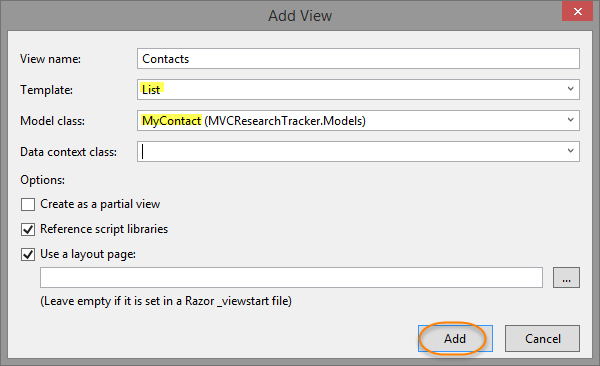 Add View
View name: Contacts
Template: List
Model class: MyContact (MVCResearchTracker.Models)
Data context class:
Options:
Create as a partial view
Reference script libraries
Use a layout page:
...
(Leave empty if it is set in a Razor _viewstart file)
Add Cancel